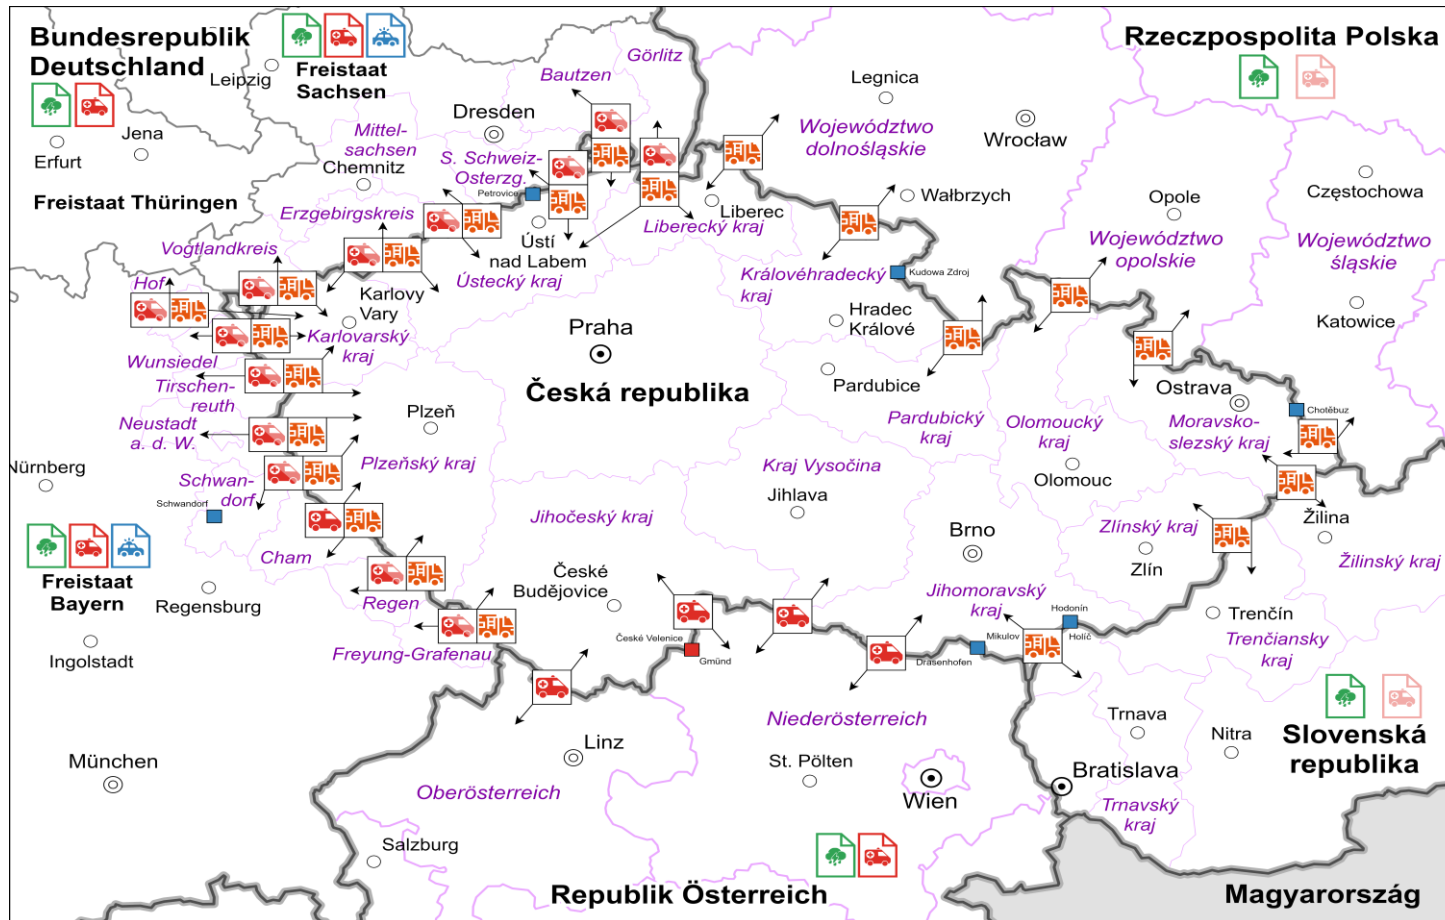 Bundesrepublik
Deutschland
Leipzig
Freistaat
Sachsen
Görlitz
Bautzen
Rzeczpospolita Polska
Legnica
Erfurt
Jena
Dresden
Mittel-
sachsen
Chemnitz
S. Schweiz-
Osterzg.
Petrovice
Województwo
dolnośląskie
Wrocław
Częstochowa
Freistaat Thüringen
Erzgebirgskreis
Liberec
Wałbrzych
Opole
Vogtlandkreis
Ústí
nad Labem
Liberecký kraj
Województwo
opolskie
Województwo
śląskie
Hof
Ústecký kraj
Královéhradecký
kraj
Kudowa Zdroj
Karlovy
Vary
Hradec
Králové
Katowice
Karlovarský
kraj
Praha
Wunsiedel
Tirschen-
reuth
Česká republika
Pardubice
Ostrava
Chotěbuz
Neustadt
a. d. W.
Plzeň
Pardubický
kraj
Olomoucký
kraj
Moravsko-
slezský kraj
Nürnberg
Plzeňský kraj
Kraj Vysočina
Jihlava
Olomouc
Schwan-
dorf
Schwandorf
Jihočeský kraj
Brno
Zlínský kraj
Žilina
Cham
Zlín
Žilinský kraj
Freistaat
Bayern
Regensburg
Regen
České
Budějovice
Jihomoravský
kraj
Hodonín
Holíč
Trenčín
Ingolstadt
Freyung-Grafenau
České Velenice
Gmünd
Mikulov
Drasenhofen
Trenčiansky
kraj
Niederösterreich
Trnava
Nitra
Slovenská
republika
München
Linz
St. Pölten
Wien
Bratislava
Oberösterreich
Trnavský
kraj
Salzburg
Republik Österreich
Magyarország